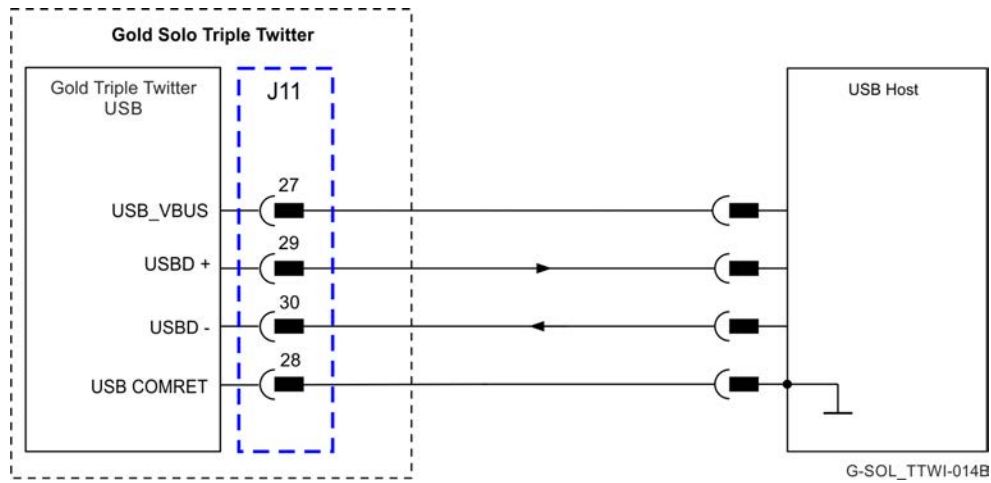 Gold Solo Triple Twitter
Gold Triple Twitter
USB
J11
USB Host
27
USB_VBUS
29
USBD +
30
USBD -
28
USB COMRET
G-SOL_TTWI-014B